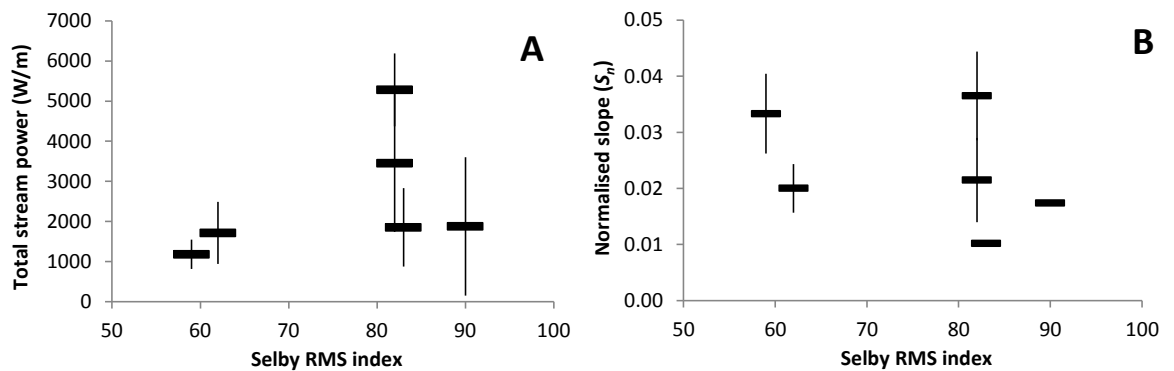 A
Total stream power (W/m)
7000
6000
5000
4000
3000
2000
1000
0
50 60 70 80 90 100
Selby RMS index
B
Normalised slope (Sn)
0.05
0.04
0.03
0.02
0.01
0.00
50 60 70 80 90 100
Selby RMS index